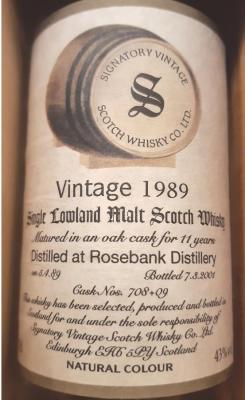 SIGNATORY VINTAGE
S
SCOTCH WHISKY CO. LTD.
Vintage 1989
Single Lowland Malt Scotch Whisky
Matured in an oak cask for 11 years
Distilled at Rosebank Distillery
on 5.4.89 Bottled 7.3.2001
Cask Nos. 708+09
This whisky has been selected, produced and bottled in
Scotland for and under the sole responsibility of
Signatory Vintage Scotch Whisky Co. Ltd.
Edinburgh EH6 5PY Scotland
43%
NATURAL COLOUR